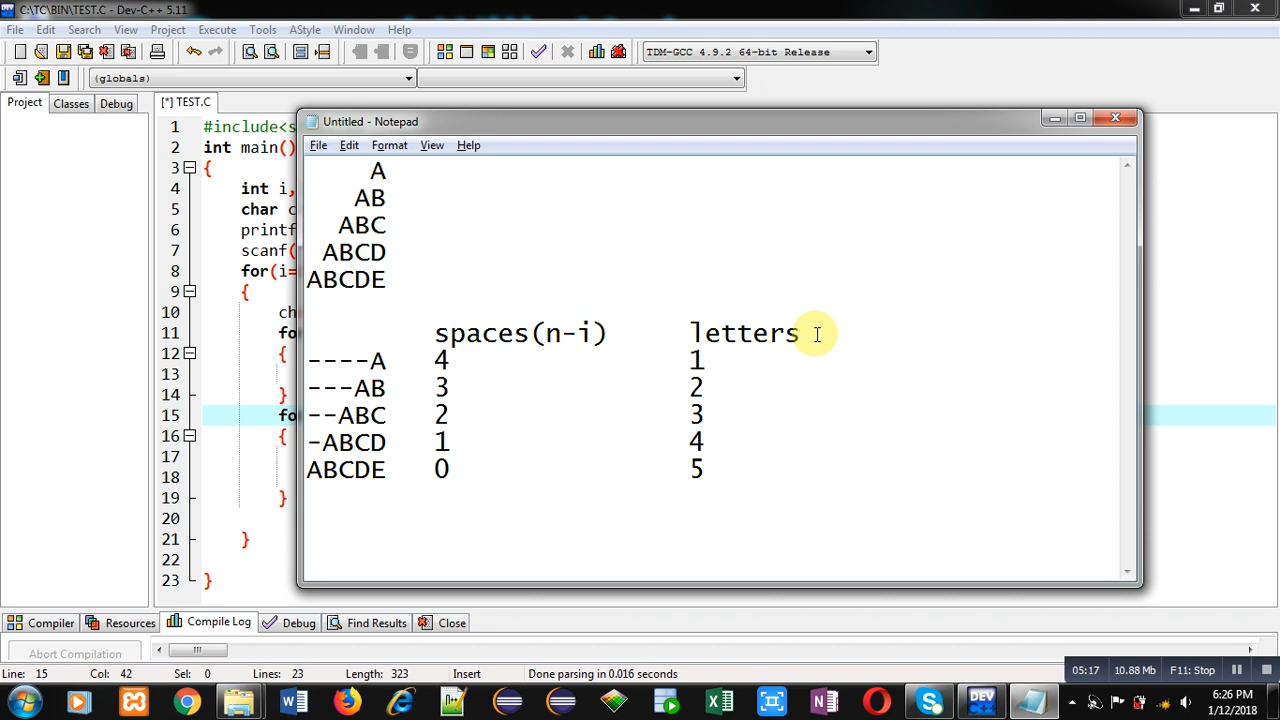 C:\TC\BIN\TEST.C - Dev-C++ 5.11
File Edit Search View Project Execute Tools AStyle Window Help
TDM-GCC 4.9.2 64-bit Release
(globals)
Project Classes Debug [*] TEST.C
1 #include<s
2 int main()
3 {
4 int i,
5 char c
6 printf
7 scanf(
8 for(i=
9 {
10 ch
11 fo
12 {
13
14 }
15 fo
16 {
17
18
19 }
20
21 }
22
23 }
Untitled - Notepad
File Edit Format View Help
A
AB
ABC
ABCD
ABCDE
spaces(n-i) letters
----A 4 1
---AB 3 2
--ABC 2 3
-ABCD 1 4
ABCDE 0 5
Compiler Resources Compile Log Debug Find Results Close
Abort Compilation
Line: 15 Col: 42 Sel: 0 Lines: 23 Length: 323 Insert Done parsing in 0.016 seconds
05:17 10.88 Mb F11: Stop
6:26 PM
1/12/2018